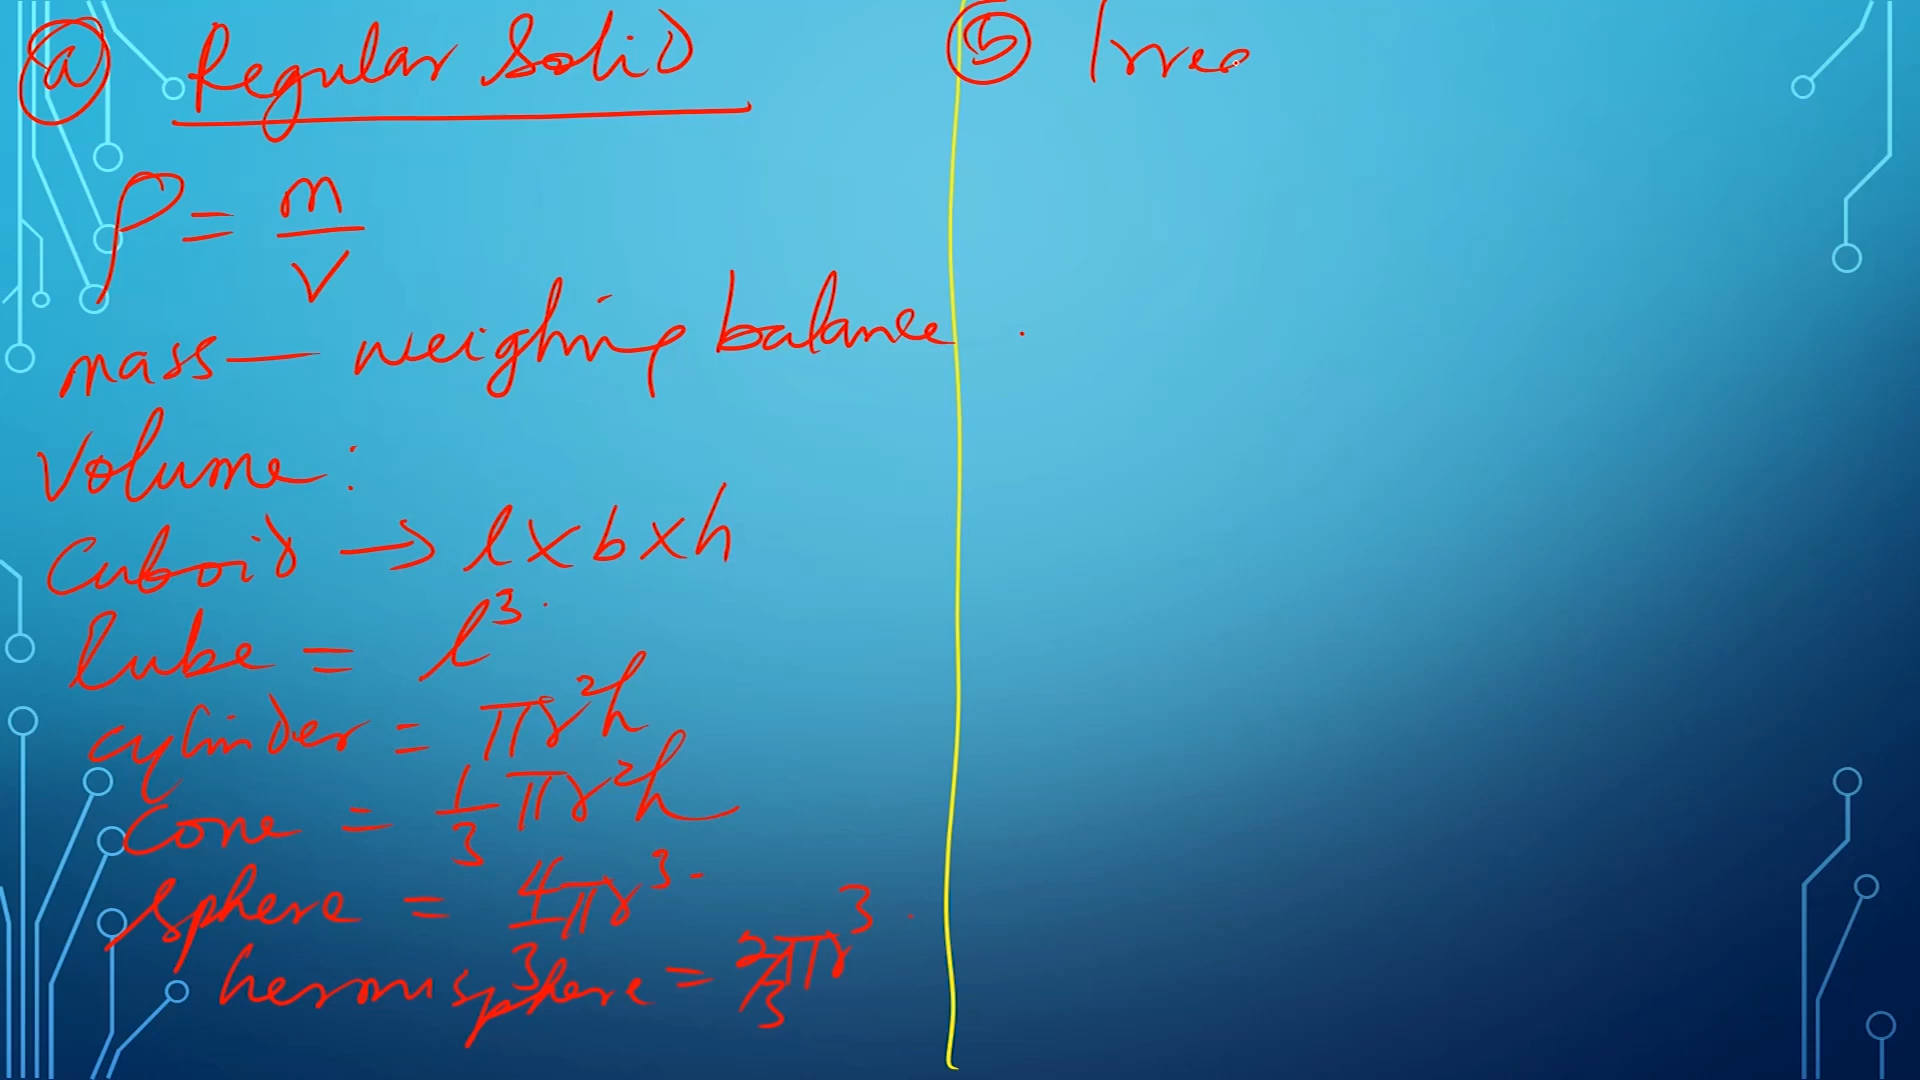 (a) Regular Solid
ρ = m/V
mass — weighing balance .
Volume :
Cuboid → l × b × h
Cube = l³ .
cylinder = πr²h
Cone = 1/3 πr²h
Sphere = 4/3 πr³ .
hemisphere = 2/3 πr³ .
(b) Irre